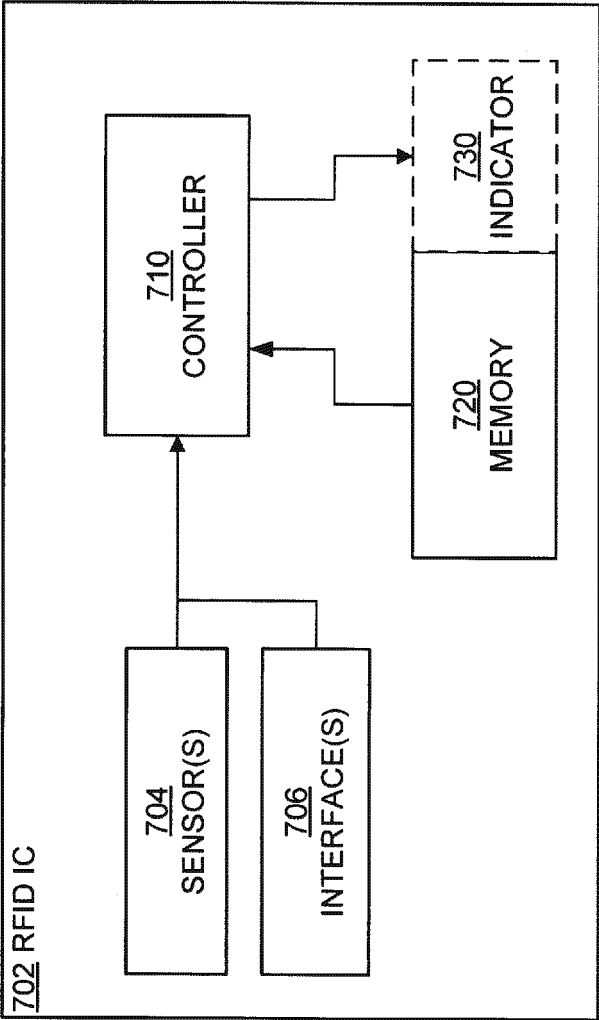 702 RFID IC
704
SENSOR(S)
706
INTERFACE(S)
710
CONTROLLER
720
MEMORY
730
INDICATOR